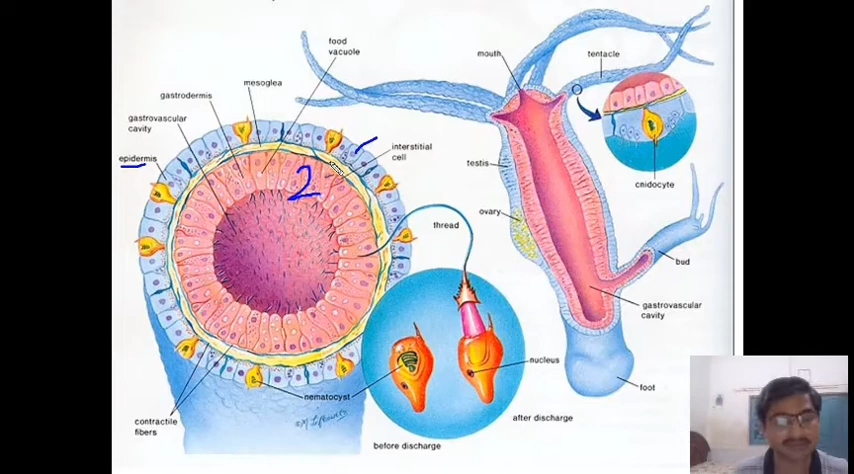 food
vacuole
mesoglea
gastrodermis
gastrovascular
cavity
epidermis
2
interstitial
cell
thread
nucleus
nematocyst
contractile
fibers
before discharge
after discharge
mouth
tentacle
testis
cnidocyte
ovary
bud
gastrovascular
cavity
foot